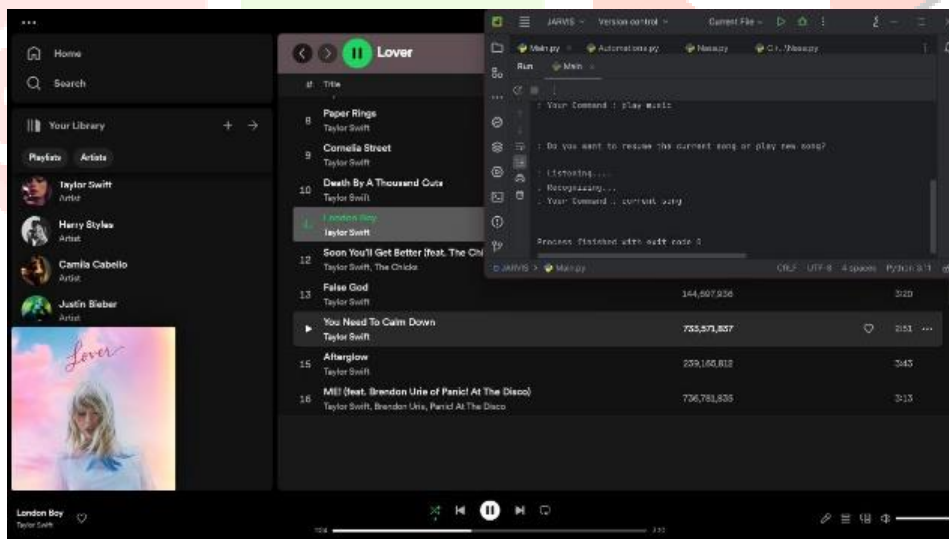 Home
Search
Your Library
Playlists Artists
Taylor Swift
Artist
Harry Styles
Artist
Camila Cabello
Artist
Justin Bieber
Artist
Lover
London Boy
Taylor Swift
Lover
# Title
8 Paper Rings
Taylor Swift
9 Cornelia Street
Taylor Swift
10 Death By A Thousand Cuts
Taylor Swift
London Boy
Taylor Swift
12 Soon You'll Get Better (feat. The Chi
Taylor Swift, The Chicks
13 False God 144,697,936 3:20
Taylor Swift
You Need To Calm Down 733,571,837 2:51
Taylor Swift
15 Afterglow 239,166,812 3:43
Taylor Swift
16 ME! (feat. Brendon Urie of Panic! At The Disco) 736,781,935 3:13
Taylor Swift, Brendon Urie, Panic! At The Disco
JARVIS Version control Current File
Main.py Automations.py
Run Main
: Your Command : play music
: Do you want to resume the current song or play new song?
: Listening....
: Recognizing...
: Your Command : current song
Process finished with exit code 0
JARVIS > Main.py CRLF UTF-8 4 spaces Python 3.11